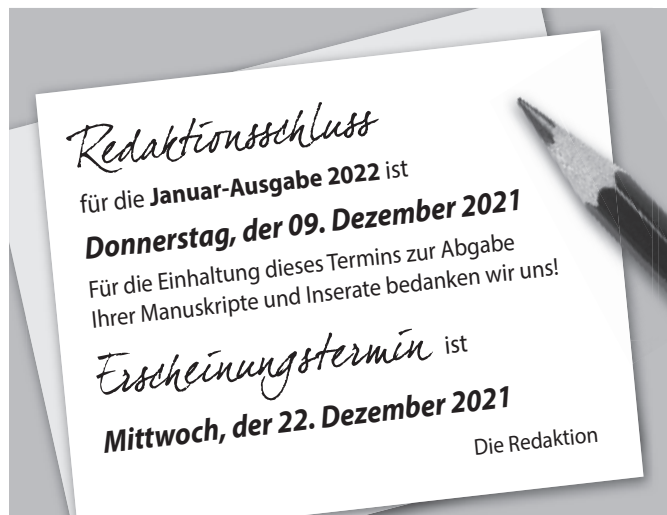 Redaktionsschluss
für die Januar-Ausgabe 2022 ist
Donnerstag, der 09. Dezember 2021
Für die Einhaltung dieses Termins zur Abgabe
Ihrer Manuskripte und Inserate bedanken wir uns!
Erscheinungstermin ist
Mittwoch, der 22. Dezember 2021
Die Redaktion